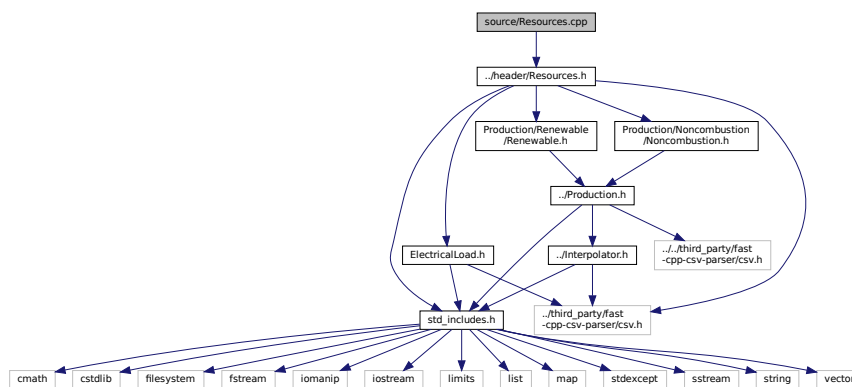 source/Resources.cpp
../header/Resources.h
Production/Renewable
/Renewable.h
Production/Noncombustion
/Noncombustion.h
../Production.h
ElectricalLoad.h
../Interpolator.h
../../third_party/fast
-cpp-csv-parser/csv.h
std_includes.h
../third_party/fast
-cpp-csv-parser/csv.h
cmath
cstdlib
filesystem
fstream
iomanip
iostream
limits
list
map
stdexcept
sstream
string
vector